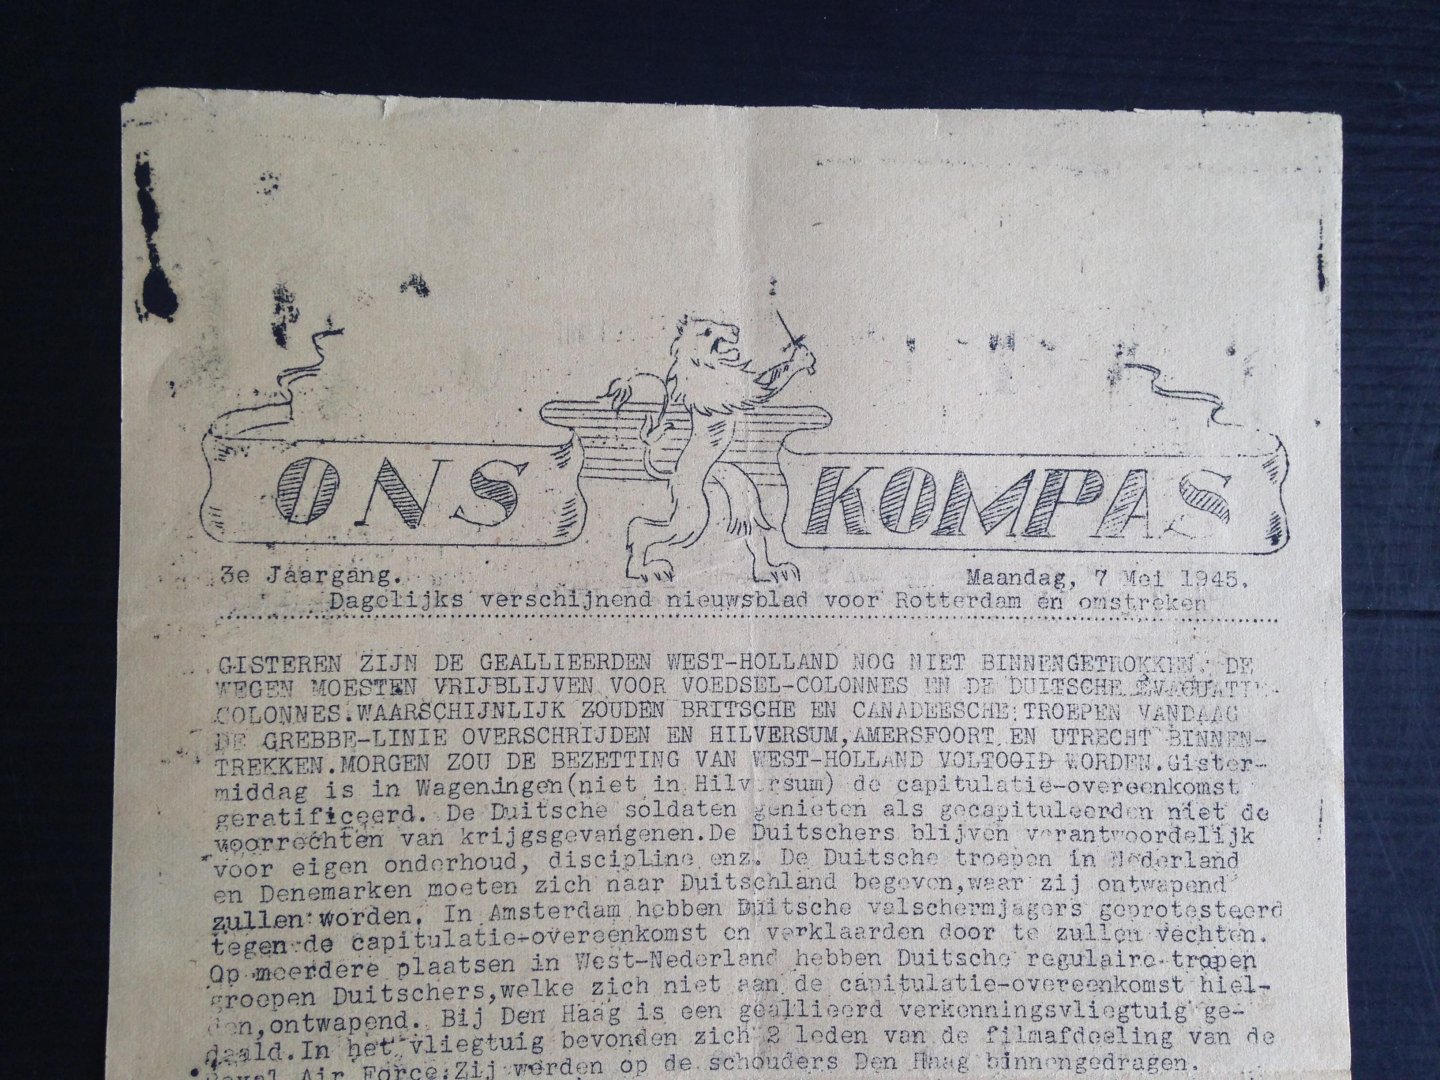 ONS KOMPAS
3e Jaargang. Maandag, 7 Mei 1945.
Dagelijks verschijnend nieuwsblad voor Rotterdam en omstreken
GISTEREN ZIJN DE GEALLIEERDEN WEST-HOLLAND NOG NIET BINNENGETROKKEN. DE
WEGEN MOESTEN VRIJBLIJVEN VOOR VOEDSEL-COLONNES EN DE DUITSCHE EVACUATIE-
COLONNES.WAARSCHIJNLIJK ZOUDEN BRITSCHE EN CANADEESCHE TROEPEN VANDAAG
DE GREBBE-LINIE OVERSCHRIJDEN EN HILVERSUM,AMERSFOORT EN UTRECHT BINNEN-
TREKKEN.MORGEN ZOU DE BEZETTING VAN WEST-HOLLAND VOLTOOID WORDEN.Gister-
middag is in Wageningen(niet in Hilversum) de capitulatie-overeenkomst
geratificeerd. De Duitsche soldaten genieten als gecapituleerden niet de
voorrechten van krijgsgevangenen.De Duitschers blijven verantwoordelijk
voor eigen onderhoud, discipline enz. De Duitsche troepen in Nederland
en Denemarken moeten zich naar Duitschland begeven,waar zij ontwapend
zullen worden. In Amsterdam hebben Duitsche valschermjagers geprotesteerd
tegen de capitulatie-overeenkomst en verklaarden door te zullen vechten.
Op meerdere plaatsen in West-Nederland hebben Duitsche regulaire tropen
groepen Duitschers,welke zich niet aan de capitulatie-overeenkomst hiel-
den,ontwapend. Bij Den Haag is een geallieerd verkenningsvliegtuig ge-
daald.In het vliegtuig bevonden zich 2 leden van de filmafdeeling van de
Royal Air Force.Zij werden op de schouders Den Haag binnengedragen.